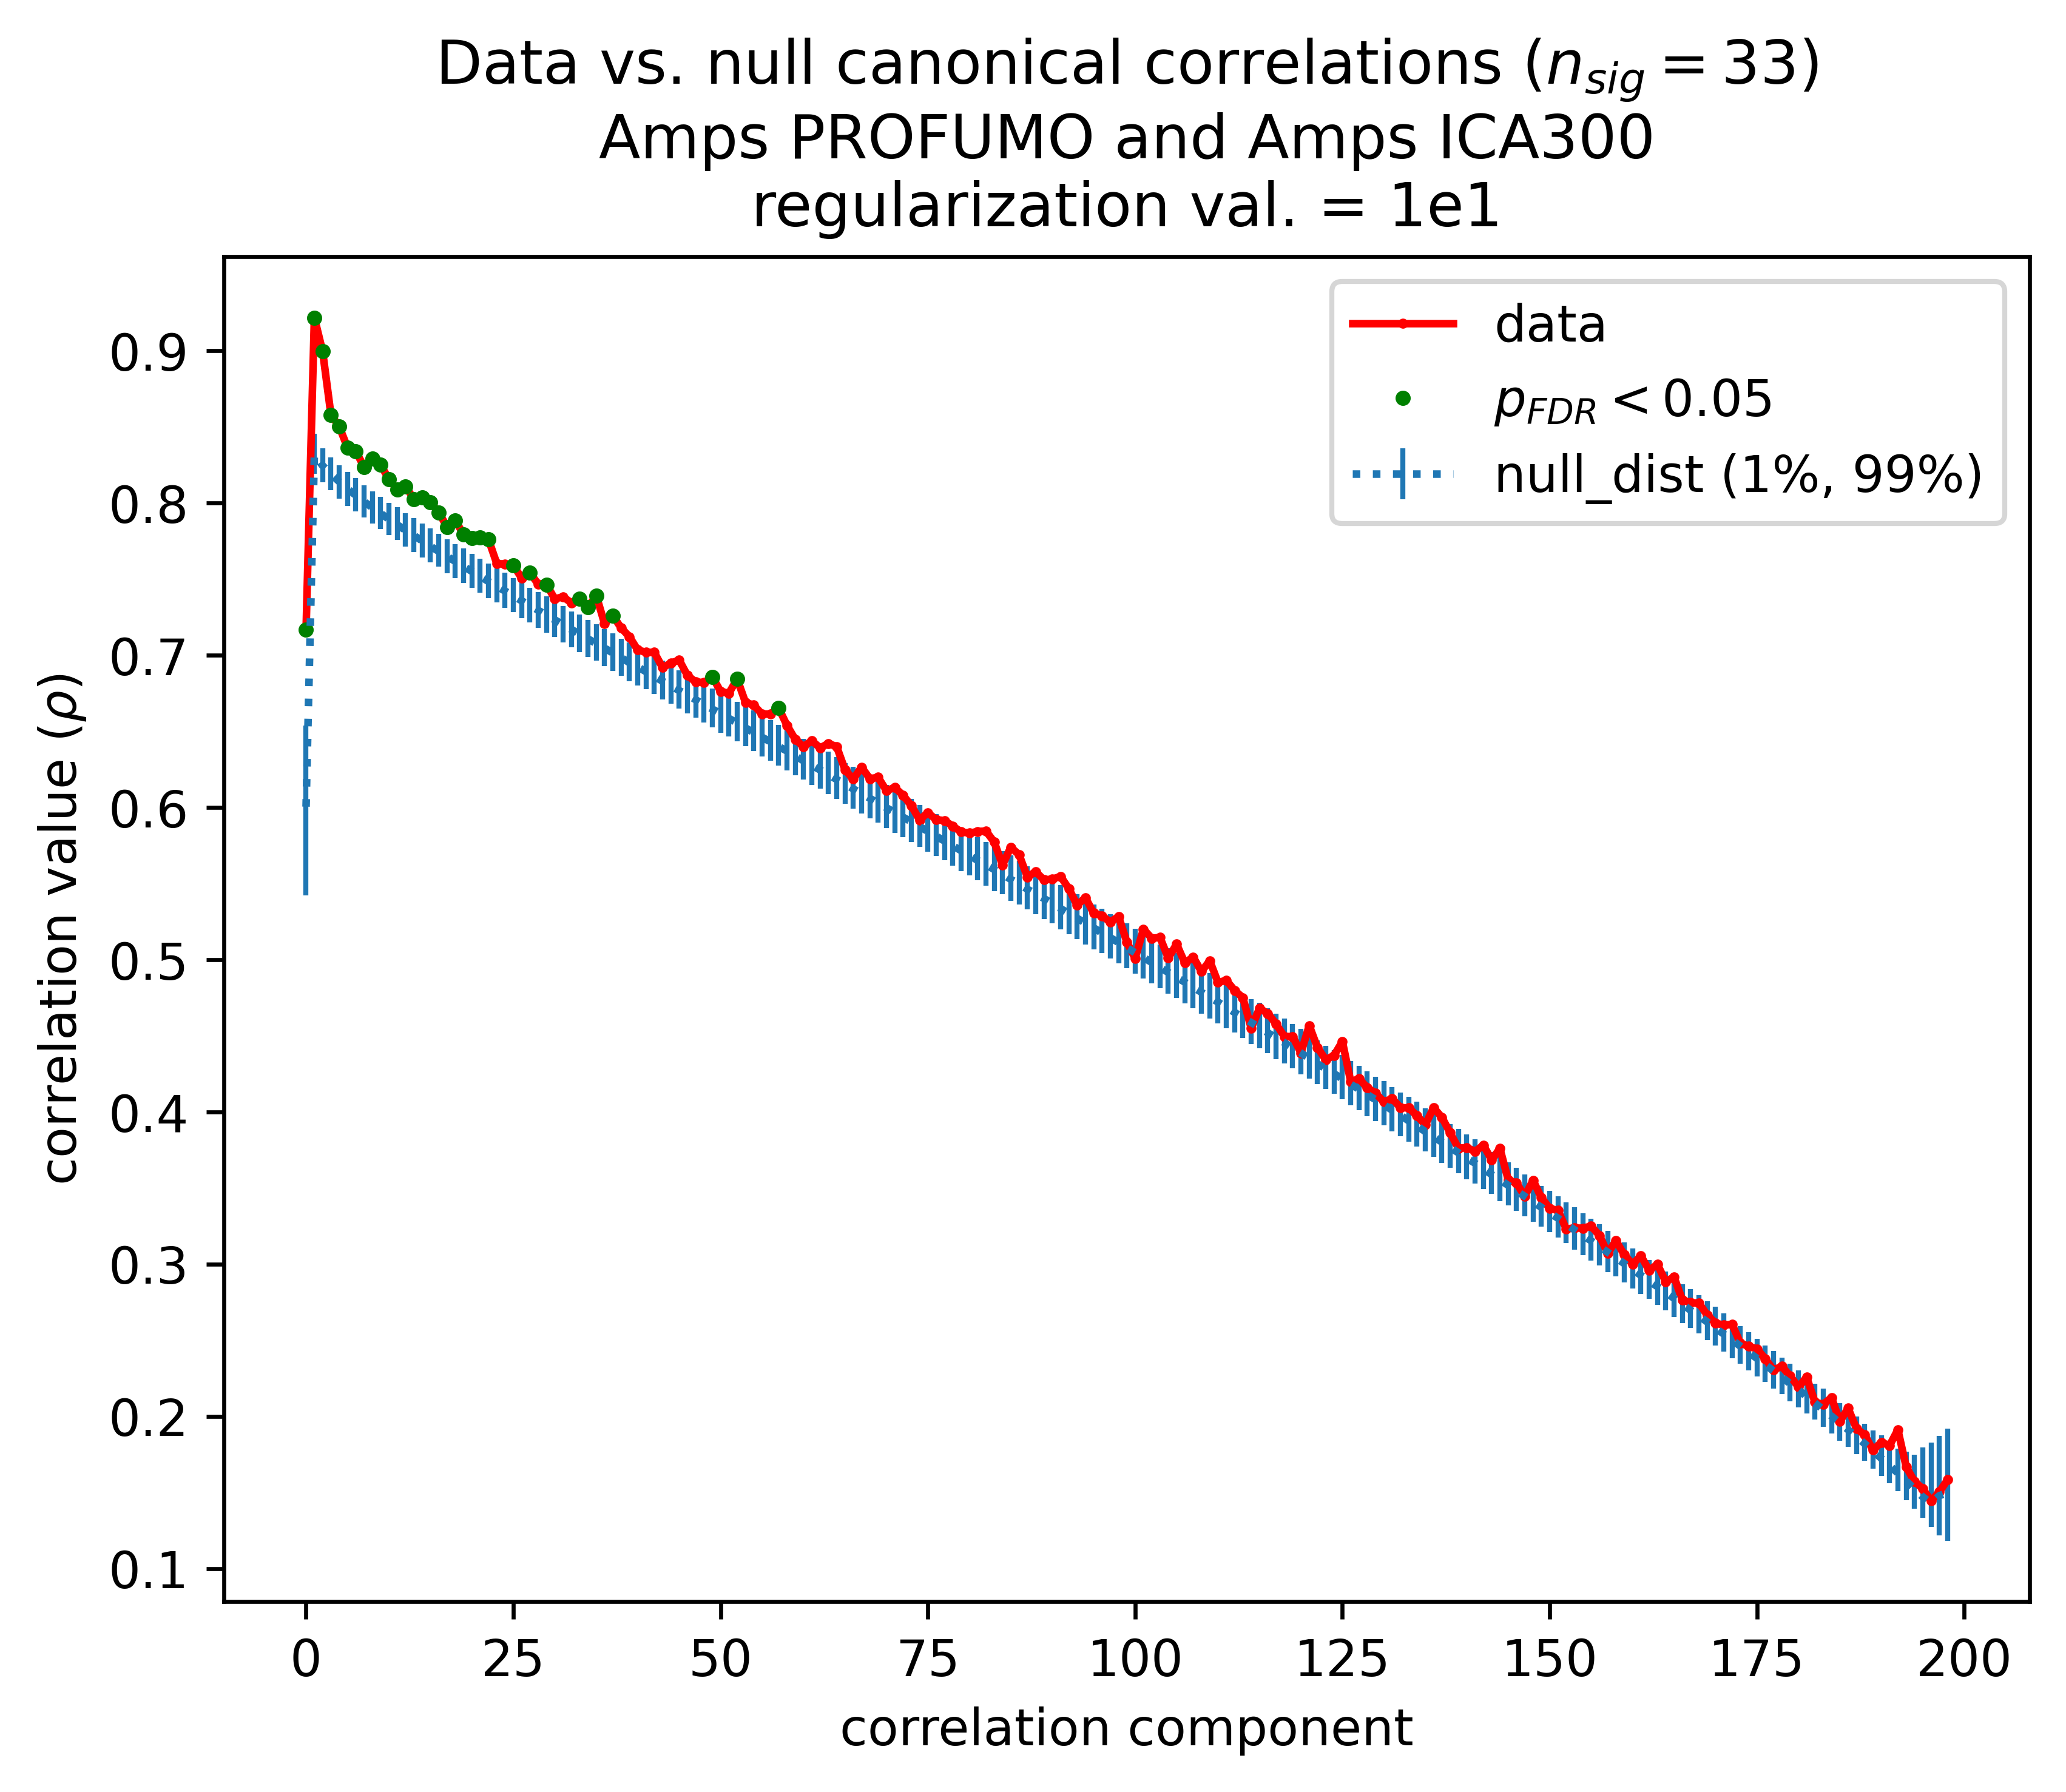 Data vs. null canonical correlations (n_sig = 33)
Amps PROFUMO and Amps ICA300
regularization val. = 1e1
data
p_FDR < 0.05
null_dist (1%, 99%)
correlation value (ρ)
0.9
0.8
0.7
0.6
0.5
0.4
0.3
0.2
0.1
0 25 50 75 100 125 150 175 200
correlation component